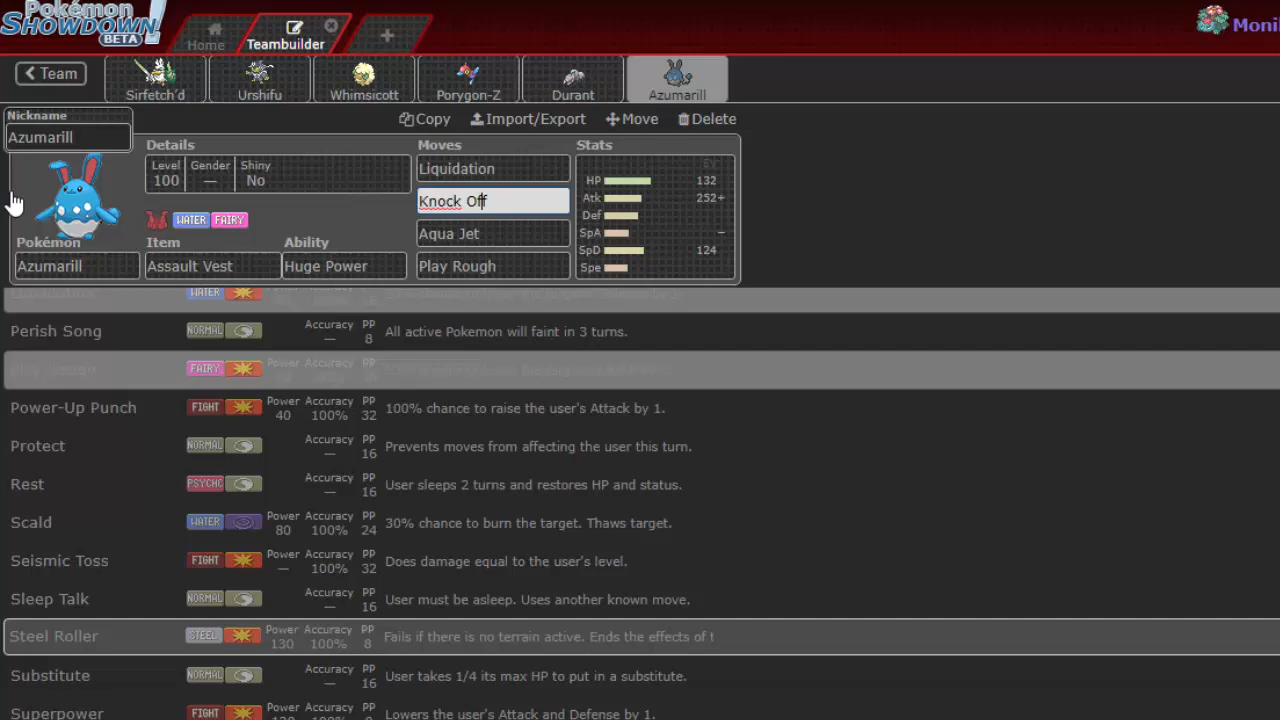 Pokémon
SHOWDOWN!
BETA
Home
Teambuilder
+
Moni
< Team
Sirfetch'd
Urshifu
Whimsicott
Porygon-Z
Durant
Azumarill
Nickname
Azumarill
Copy
Import/Export
Move
Delete
Details
Moves
Stats
Level
100
Gender
—
Shiny
No
Liquidation
Knock Off
Aqua Jet
Play Rough
WATER FAIRY
Pokémon
Azumarill
Item
Assault Vest
Ability
Huge Power
EV
HP 132
Atk 252+
Def
SpA –
SpD 124
Spe
WATER
Perish Song NORMAL Accuracy — PP 8 All active Pokemon will faint in 3 turns.
FAIRY Power Accuracy PP
Power-Up Punch FIGHT Power 40 Accuracy 100% PP 32 100% chance to raise the user's Attack by 1.
Protect NORMAL Accuracy — PP 16 Prevents moves from affecting the user this turn.
Rest PSYCHC Accuracy — PP 16 User sleeps 2 turns and restores HP and status.
Scald WATER Power 80 Accuracy 100% PP 24 30% chance to burn the target. Thaws target.
Seismic Toss FIGHT Power — Accuracy 100% PP 32 Does damage equal to the user's level.
Sleep Talk NORMAL Accuracy — PP 16 User must be asleep. Uses another known move.
Steel Roller STEEL Power 130 Accuracy 100% PP 8 Fails if there is no terrain active. Ends the effects of t
Substitute NORMAL Accuracy — PP 16 User takes 1/4 its max HP to put in a substitute.
Superpower FIGHT Power Accuracy PP Lowers the user's Attack and Defense by 1.